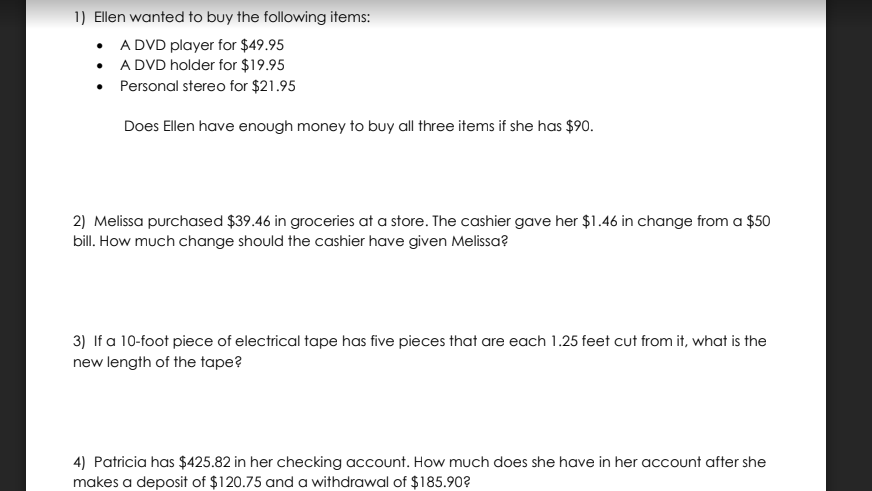 1) Ellen wanted to buy the following items:
• A DVD player for $49.95
• A DVD holder for $19.95
• Personal stereo for $21.95
Does Ellen have enough money to buy all three items if she has $90.
2) Melissa purchased $39.46 in groceries at a store. The cashier gave her $1.46 in change from a $50
bill. How much change should the cashier have given Melissa?
3) If a 10-foot piece of electrical tape has five pieces that are each 1.25 feet cut from it, what is the
new length of the tape?
4) Patricia has $425.82 in her checking account. How much does she have in her account after she
makes a deposit of $120.75 and a withdrawal of $185.90?